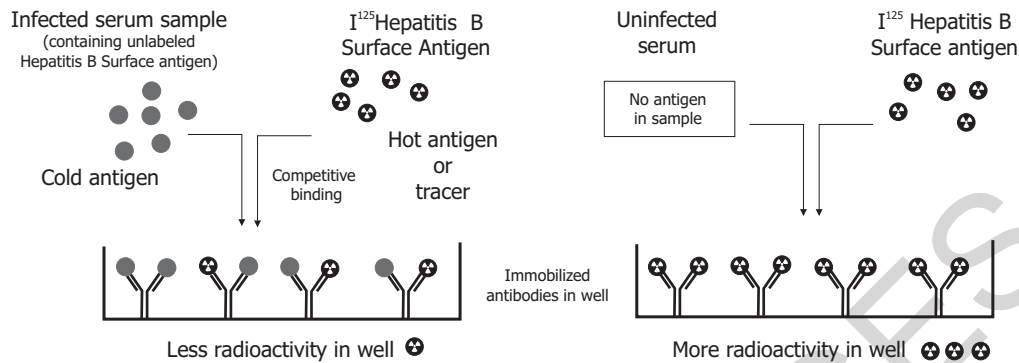 Infected serum sample
(containing unlabeled
Hepatitis B Surface antigen)
Cold antigen
I¹²⁵Hepatitis B
Surface Antigen
Hot antigen
or
tracer
Competitive
binding
Less radioactivity in well
Immobilized
antibodies in well
Uninfected
serum
No antigen
in sample
I¹²⁵ Hepatitis B
Surface antigen
More radioactivity in well
ES